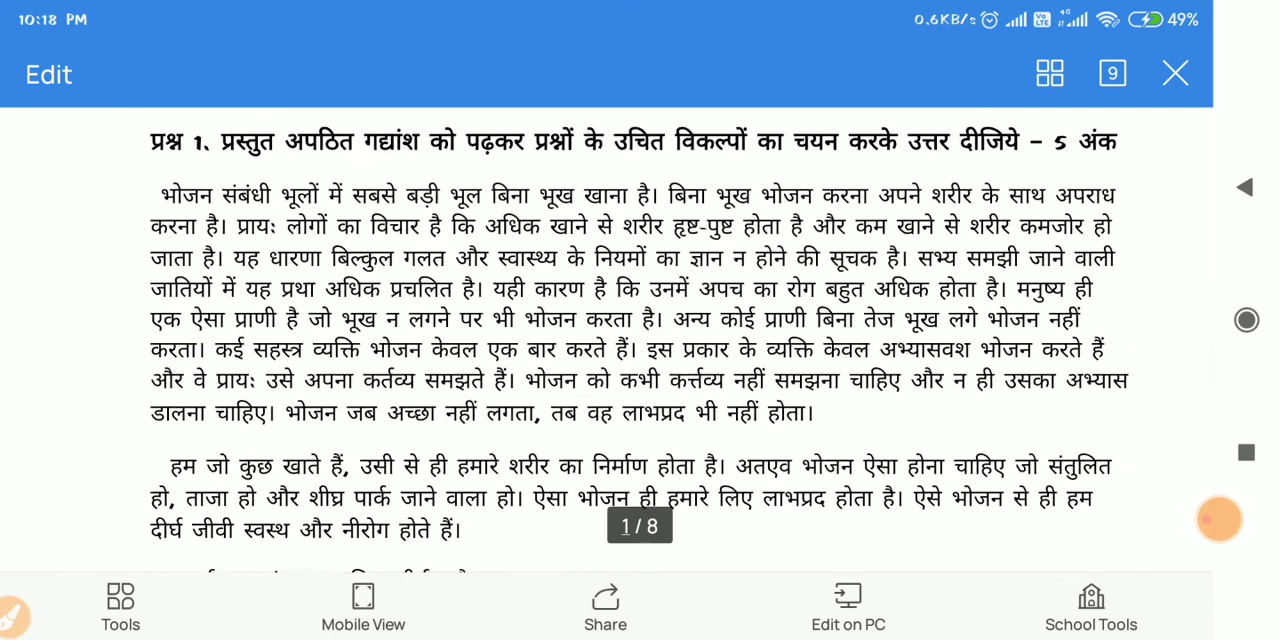 10:18 PM
0.6KB/s
Vo LTE
4G
49%
Edit
9
प्रश्न 1. प्रस्तुत अपठित गद्यांश को पढ़कर प्रश्नों के उचित विकल्पों का चयन करके उत्तर दीजिये – 5 अंक
भोजन संबंधी भूलों में सबसे बड़ी भूल बिना भूख खाना है। बिना भूख भोजन करना अपने शरीर के साथ अपराध
करना है। प्रायः लोगों का विचार है कि अधिक खाने से शरीर हृष्ट-पुष्ट होता है और कम खाने से शरीर कमजोर हो
जाता है। यह धारणा बिल्कुल गलत और स्वास्थ्य के नियमों का ज्ञान न होने की सूचक है। सभ्य समझी जाने वाली
जातियों में यह प्रथा अधिक प्रचलित है। यही कारण है कि उनमें अपच का रोग बहुत अधिक होता है। मनुष्य ही
एक ऐसा प्राणी है जो भूख न लगने पर भी भोजन करता है। अन्य कोई प्राणी बिना तेज भूख लगे भोजन नहीं
करता। कई सहस्त्र व्यक्ति भोजन केवल एक बार करते हैं। इस प्रकार के व्यक्ति केवल अभ्यासवश भोजन करते हैं
और वे प्रायः उसे अपना कर्तव्य समझते हैं। भोजन को कभी कर्त्तव्य नहीं समझना चाहिए और न ही उसका अभ्यास
डालना चाहिए। भोजन जब अच्छा नहीं लगता, तब वह लाभप्रद भी नहीं होता।
हम जो कुछ खाते हैं, उसी से ही हमारे शरीर का निर्माण होता है। अतएव भोजन ऐसा होना चाहिए जो संतुलित
हो, ताजा हो और शीघ्र पार्क जाने वाला हो। ऐसा भोजन ही हमारे लिए लाभप्रद होता है। ऐसे भोजन से ही हम
दीर्घ जीवी स्वस्थ और नीरोग होते हैं।
1 / 8
Tools
Mobile View
Share
Edit on PC
School Tools